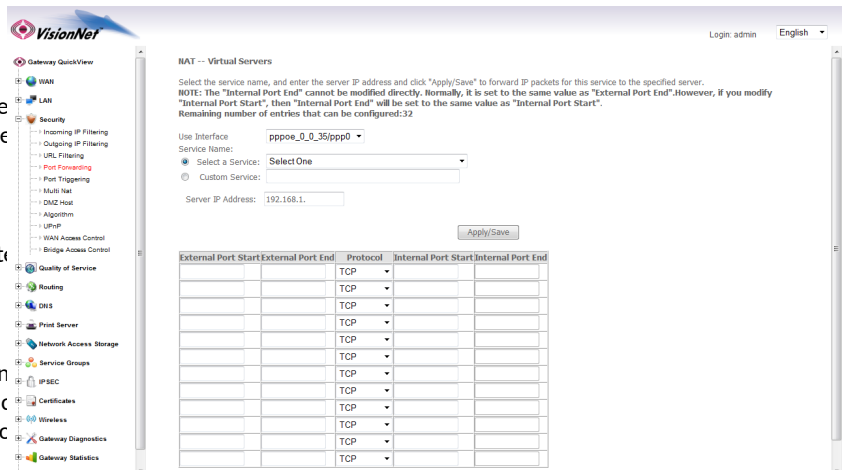 VisionNet
Login: admin
English
Gateway QuickView
WAN
LAN
Security
Incoming IP Filtering
Outgoing IP Filtering
URL Filtering
Port Forwarding
Port Triggering
Multi Nat
DMZ Host
Algorithm
UPnP
WAN Access Control
Bridge Access Control
Quality of Service
Routing
DNS
Print Server
Network Access Storage
Service Groups
IPSEC
Certificates
Wireless
Gateway Diagnostics
Gateway Statistics
NAT -- Virtual Servers
Select the service name, and enter the server IP address and click "Apply/Save" to forward IP packets for this service to the specified server.
NOTE: The "Internal Port End" cannot be modified directly. Normally, it is set to the same value as "External Port End".However, if you modify
"Internal Port Start", then "Internal Port End" will be set to the same value as "Internal Port Start".
Remaining number of entries that can be configured:32
Use Interface pppoe_0_0_35/ppp0
Service Name:
Select a Service: Select One
Custom Service:
Server IP Address: 192.168.1.
Apply/Save
External Port Start External Port End Protocol Internal Port Start Internal Port End
TCP
TCP
TCP
TCP
TCP
TCP
TCP
TCP
TCP
TCP
TCP
TCP